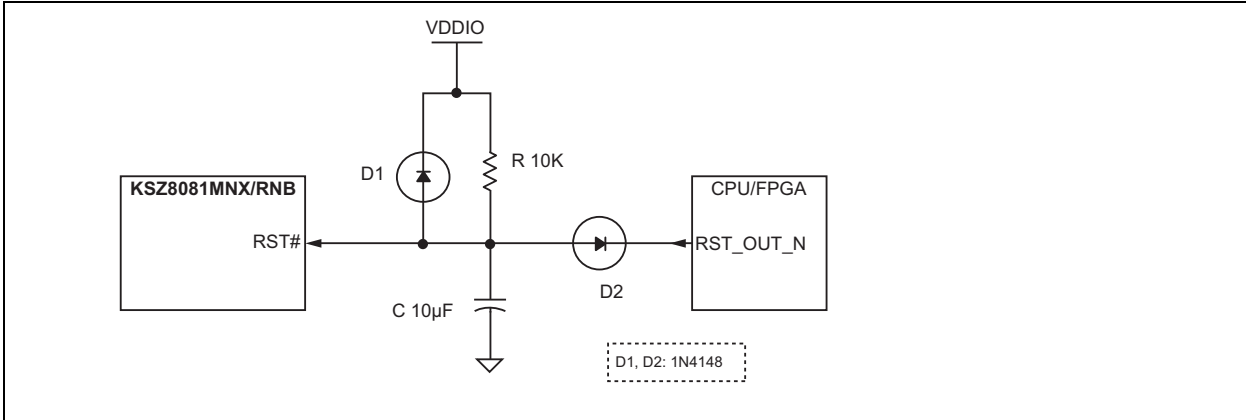 VDDIO
D1
R 10K
KSZ8081MNX/RNB
CPU/FPGA
RST#
RST_OUT_N
D2
C 10µF
D1, D2: 1N4148